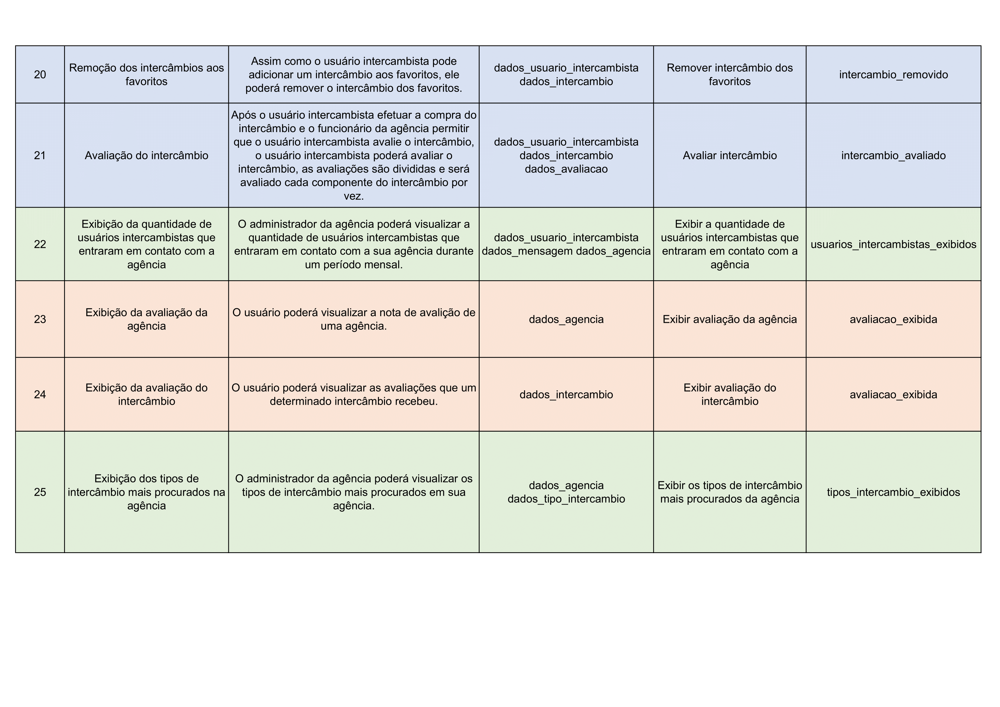 20
Remoção dos intercâmbios aos
favoritos
Assim como o usuário intercambista pode
adicionar um intercâmbio aos favoritos, ele
poderá remover o intercâmbio dos favoritos.
dados_usuario_intercambista
dados_intercambio
Remover intercâmbio dos
favoritos
intercambio_removido
21
Avaliação do intercâmbio
Após o usuário intercambista efetuar a compra do
intercâmbio e o funcionário da agência permitir
que o usuário intercambista avalie o intercâmbio,
o usuário intercambista poderá avaliar o
intercâmbio, as avaliações são divididas e será
avaliado cada componente do intercâmbio por
vez.
dados_usuario_intercambista
dados_intercambio
dados_avaliacao
Avaliar intercâmbio
intercambio_avaliado
22
Exibição da quantidade de
usuários intercambistas que
entraram em contato com a
agência
O administrador da agência poderá visualizar a
quantidade de usuários intercambistas que
entraram em contato com a sua agência durante
um período mensal.
dados_usuario_intercambista
dados_mensagem dados_agencia
Exibir a quantidade de
usuários intercambistas que
entraram em contato com a
agência
usuarios_intercambistas_exibidos
23
Exibição da avaliação da
agência
O usuário poderá visualizar a nota de avalição de
uma agência.
dados_agencia
Exibir avaliação da agência
avaliacao_exibida
24
Exibição da avaliação do
intercâmbio
O usuário poderá visualizar as avaliações que um
determinado intercâmbio recebeu.
dados_intercambio
Exibir avaliação do
intercâmbio
avaliacao_exibida
25
Exibição dos tipos de
intercâmbio mais procurados na
agência
O administrador da agência poderá visualizar os
tipos de intercâmbio mais procurados em sua
agência.
dados_agencia
dados_tipo_intercambio
Exibir os tipos de intercâmbio
mais procurados da agência
tipos_intercambio_exibidos